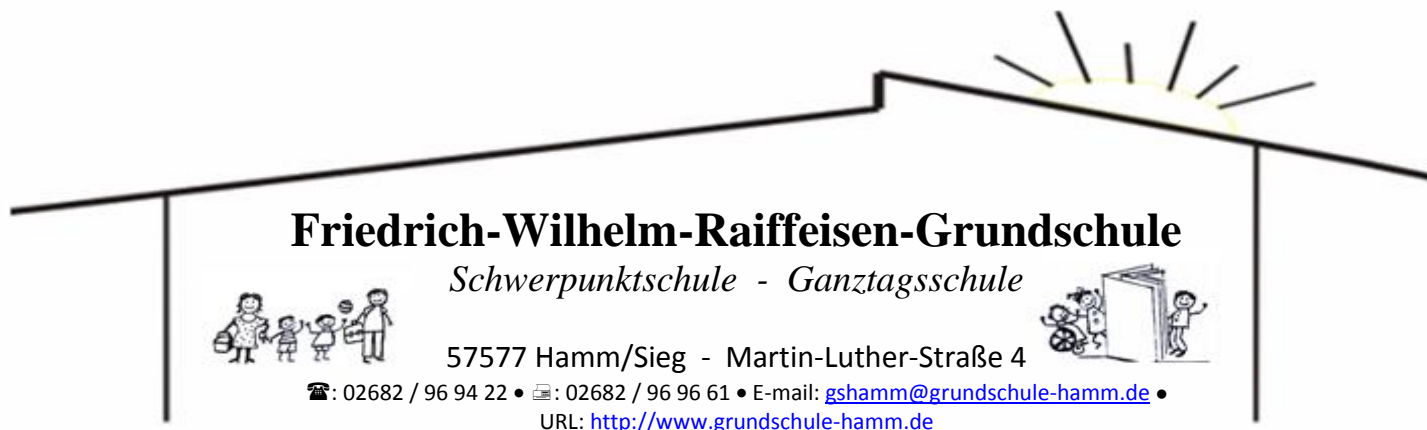 Friedrich-Wilhelm-Raiffeisen-Grundschule
Schwerpunktschule - Ganztagsschule
57577 Hamm/Sieg - Martin-Luther-Straße 4
☎: 02682 / 96 94 22 ● 📠: 02682 / 96 96 61 ● E-mail: gshamm@grundschule-hamm.de ●
URL: http://www.grundschule-hamm.de